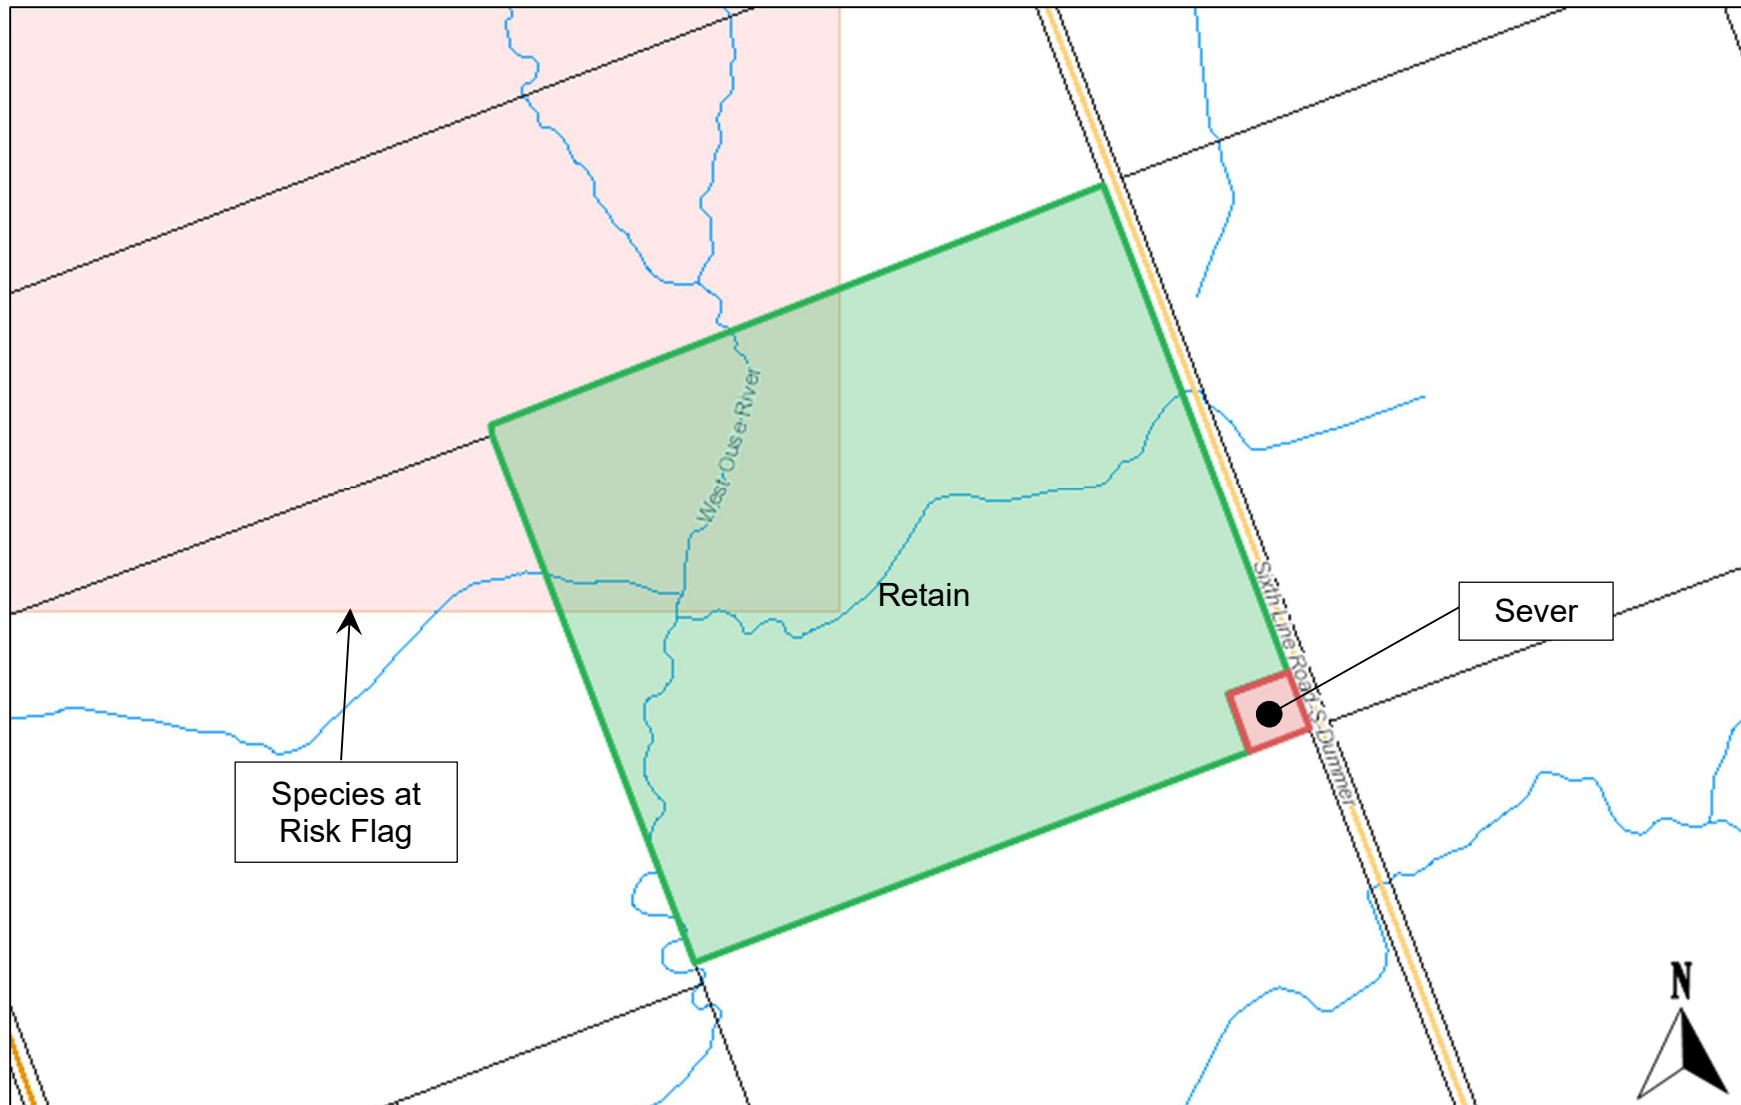 West Ouse River
Retain
Sixth Line Road-S-Dummer
Sever
Species at
Risk Flag
N